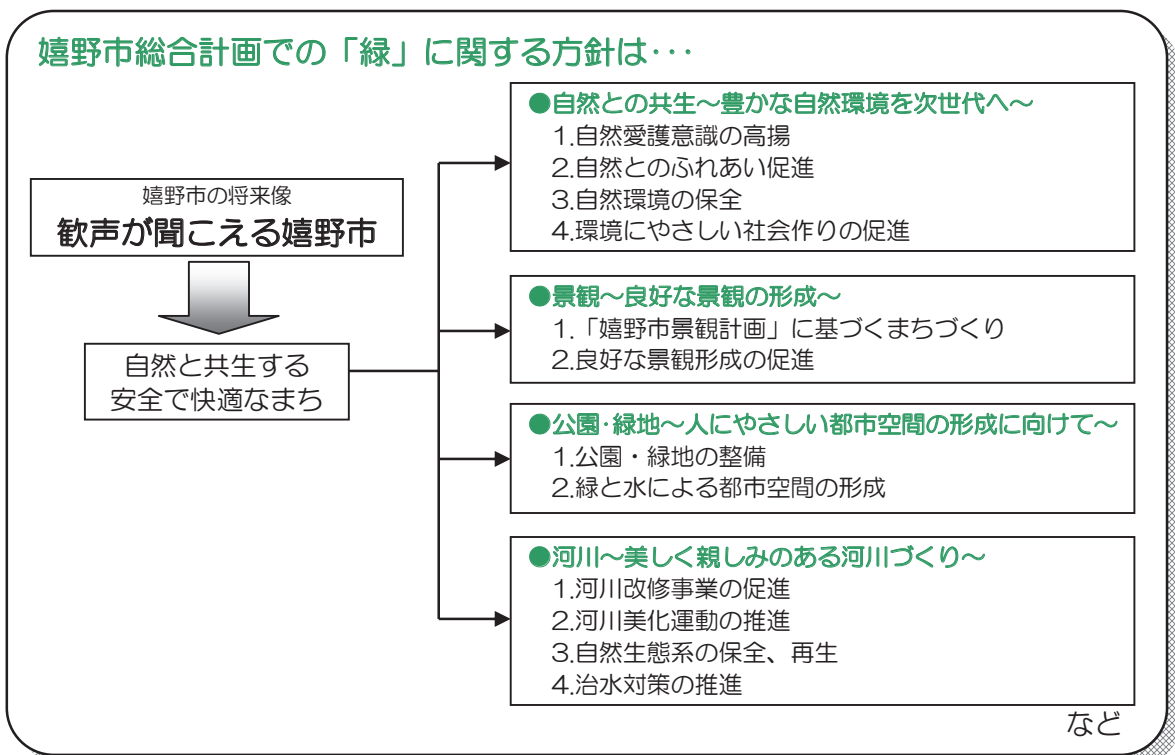 嬉野市総合計画での「緑」に関する方針は･･･
嬉野市の将来像
歓声が聞こえる嬉野市
自然と共生する
安全で快適なまち
●自然との共生～豊かな自然環境を次世代へ～
1.自然愛護意識の高揚
2.自然とのふれあい促進
3.自然環境の保全
4.環境にやさしい社会作りの促進
●景観～良好な景観の形成～
1.「嬉野市景観計画」に基づくまちづくり
2.良好な景観形成の促進
●公園･緑地～人にやさしい都市空間の形成に向けて～
1.公園・緑地の整備
2.緑と水による都市空間の形成
●河川～美しく親しみのある河川づくり～
1.河川改修事業の促進
2.河川美化運動の推進
3.自然生態系の保全、再生
4.治水対策の推進
など